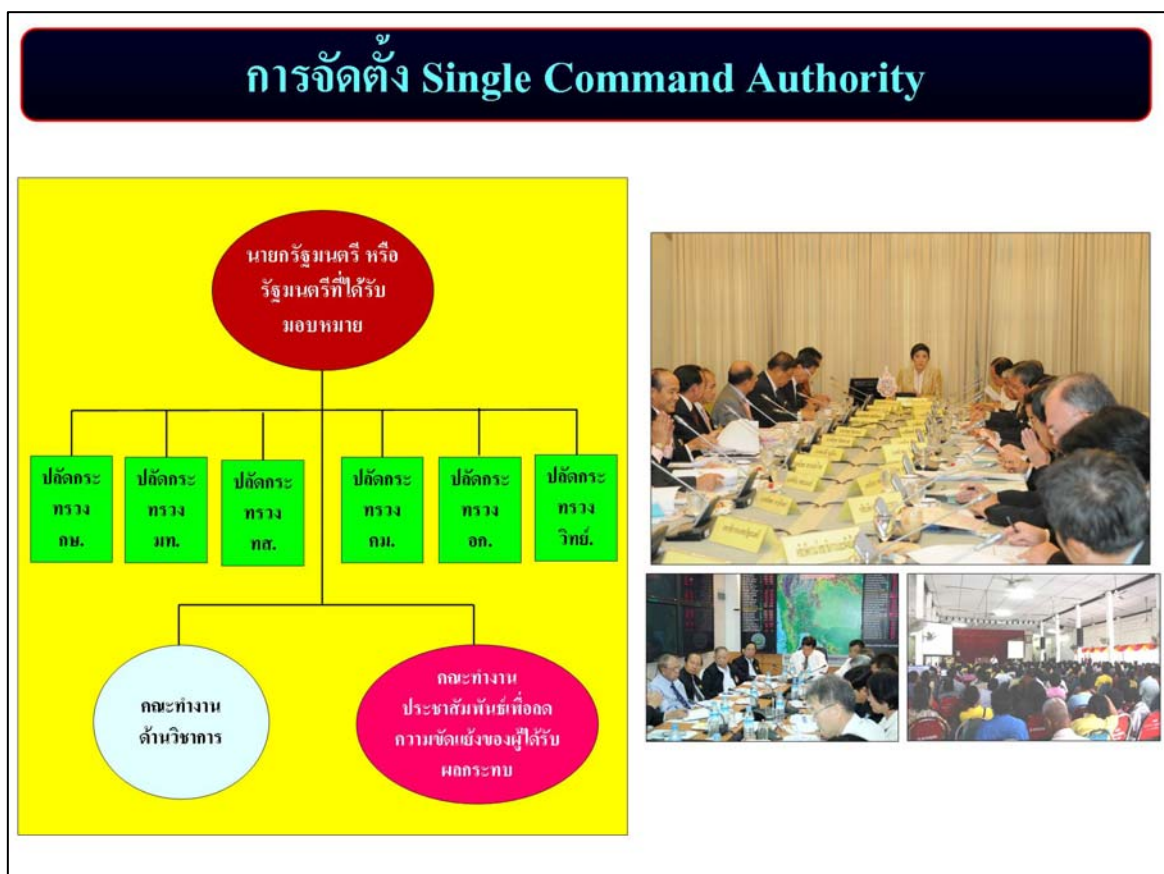 การจัดตั้ง Single Command Authority
นายกรัฐมนตรี หรือ
รัฐมนตรีที่ได้รับ
มอบหมาย
ปลัดกระ
ทรวง
กษ.
ปลัดกระ
ทรวง
มท.
ปลัดกระ
ทรวง
ทส.
ปลัดกระ
ทรวง
กม.
ปลัดกระ
ทรวง
อก.
ปลัดกระ
ทรวง
วิทย์.
คณะทำงาน
ด้านวิชาการ
คณะทำงาน
ประชาสัมพันธ์เพื่อลด
ความขัดแย้งของผู้ได้รับ
ผลกระทบ